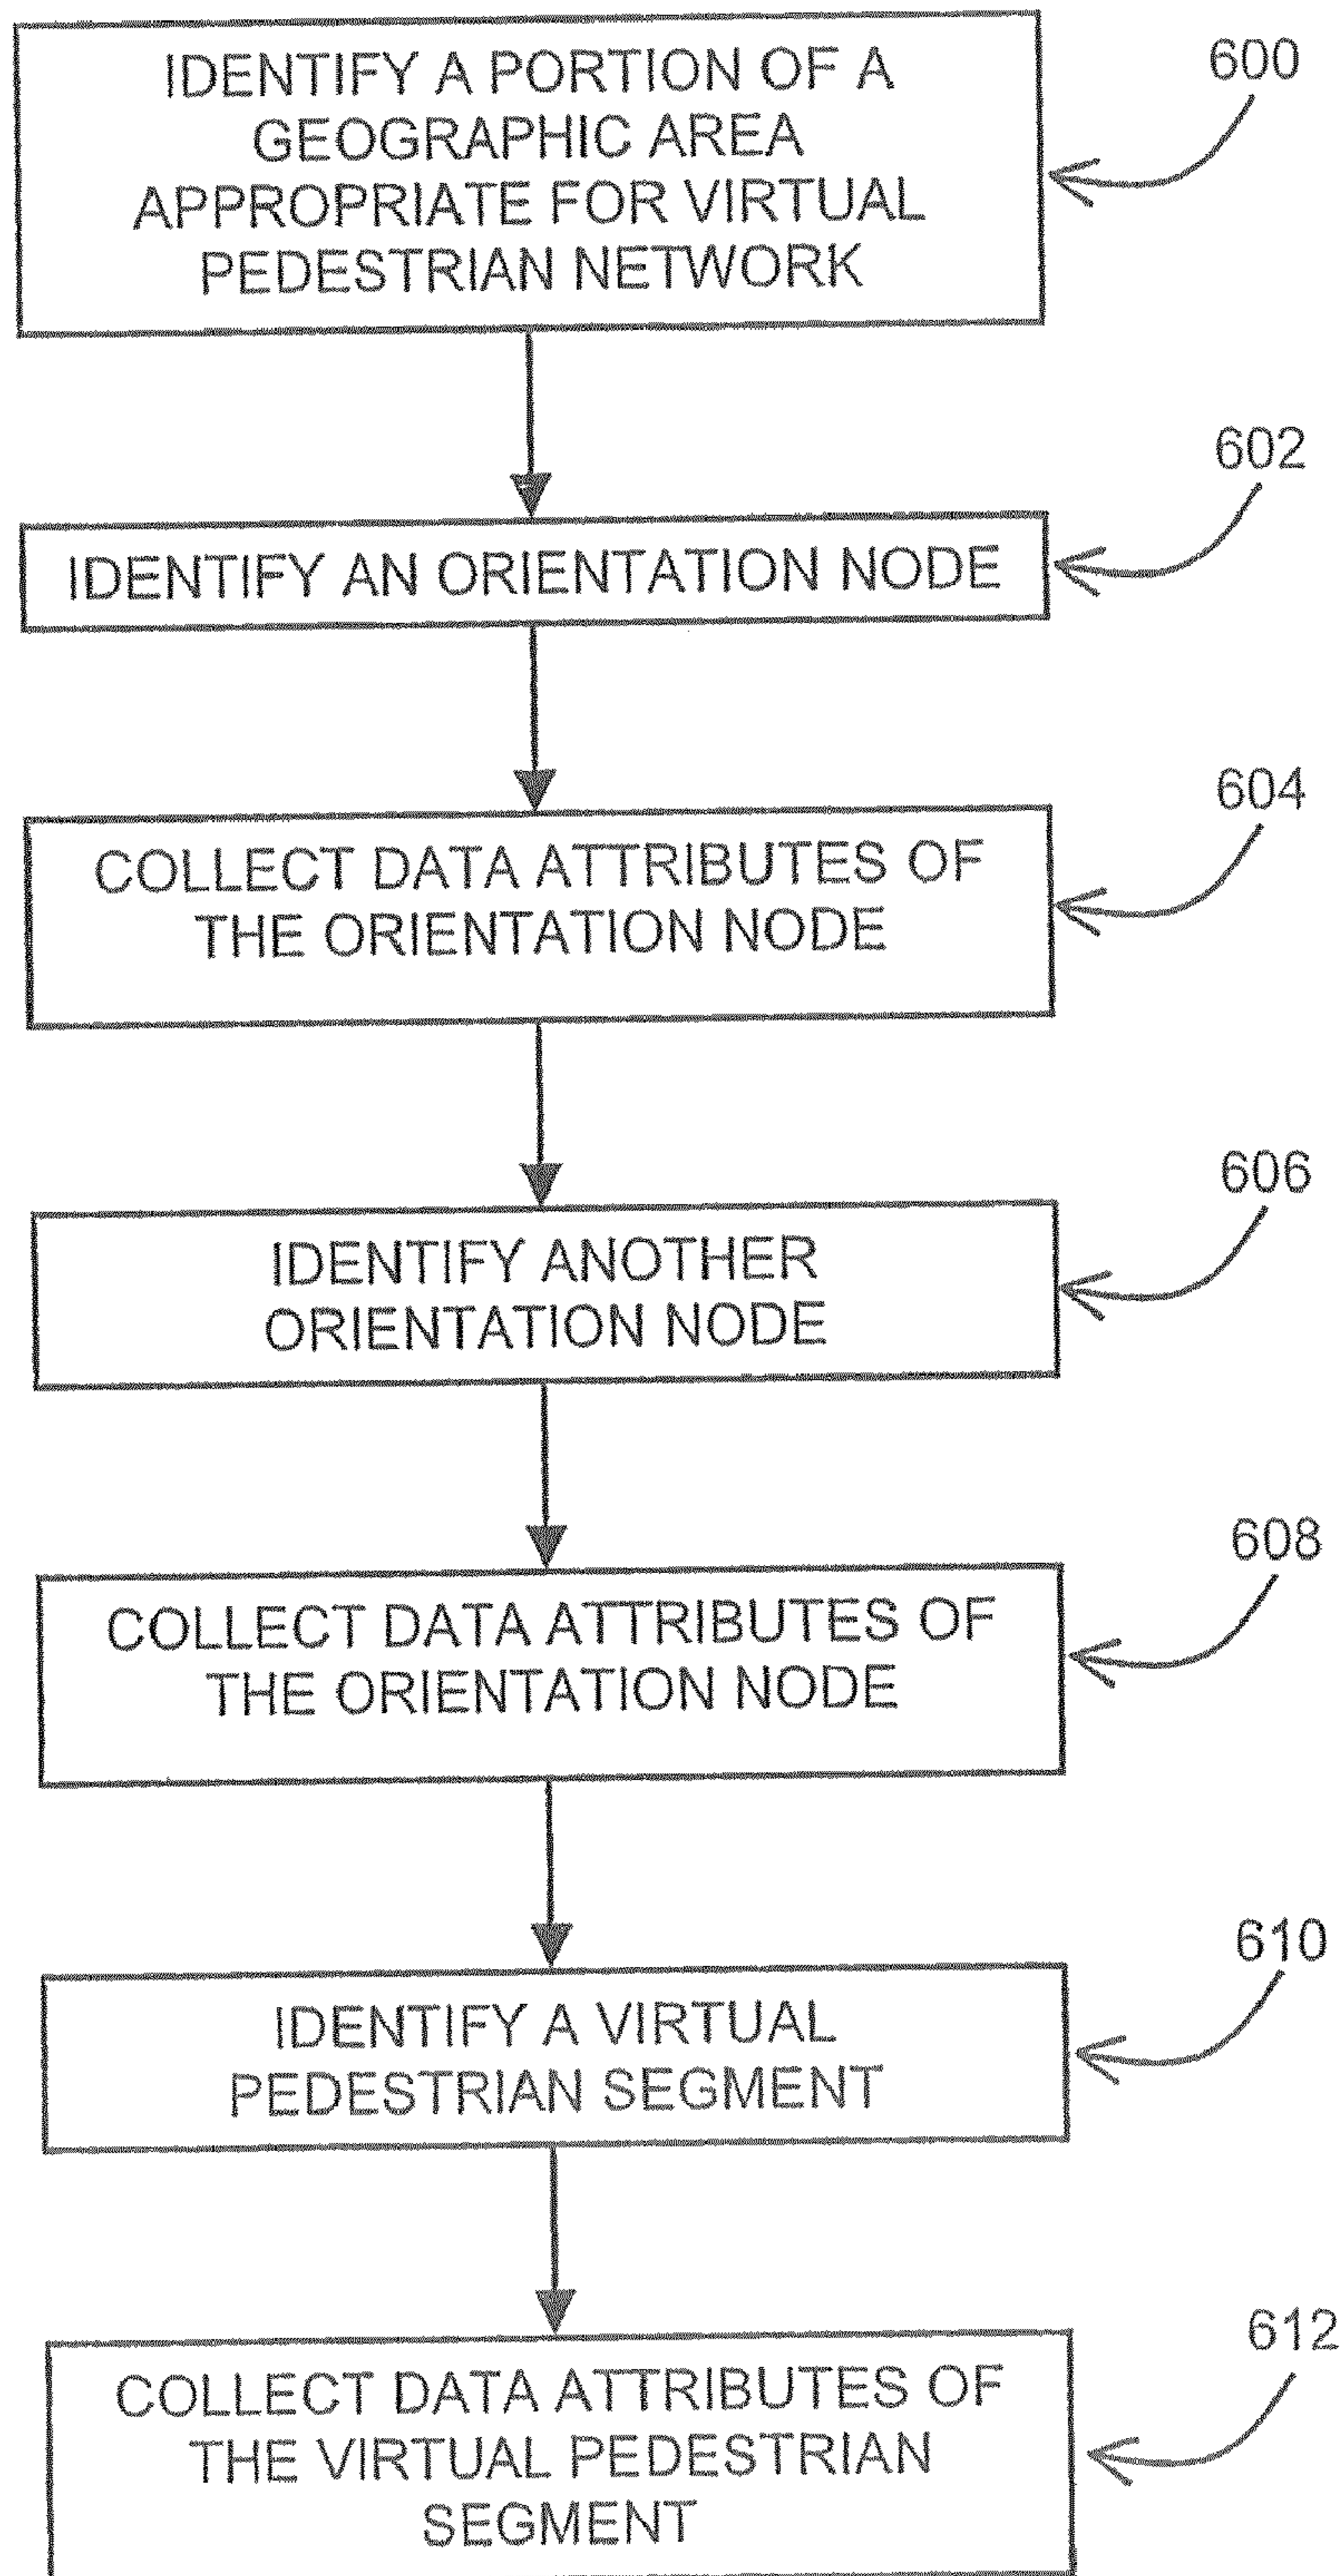 IDENTIFY A PORTION OF A
GEOGRAPHIC AREA
APPROPRIATE FOR VIRTUAL
PEDESTRIAN NETWORK
600
IDENTIFY AN ORIENTATION NODE
602
COLLECT DATA ATTRIBUTES OF
THE ORIENTATION NODE
604
IDENTIFY ANOTHER
ORIENTATION NODE
606
COLLECT DATA ATTRIBUTES OF
THE ORIENTATION NODE
608
IDENTIFY A VIRTUAL
PEDESTRIAN SEGMENT
610
COLLECT DATA ATTRIBUTES OF
THE VIRTUAL PEDESTRIAN
SEGMENT
612